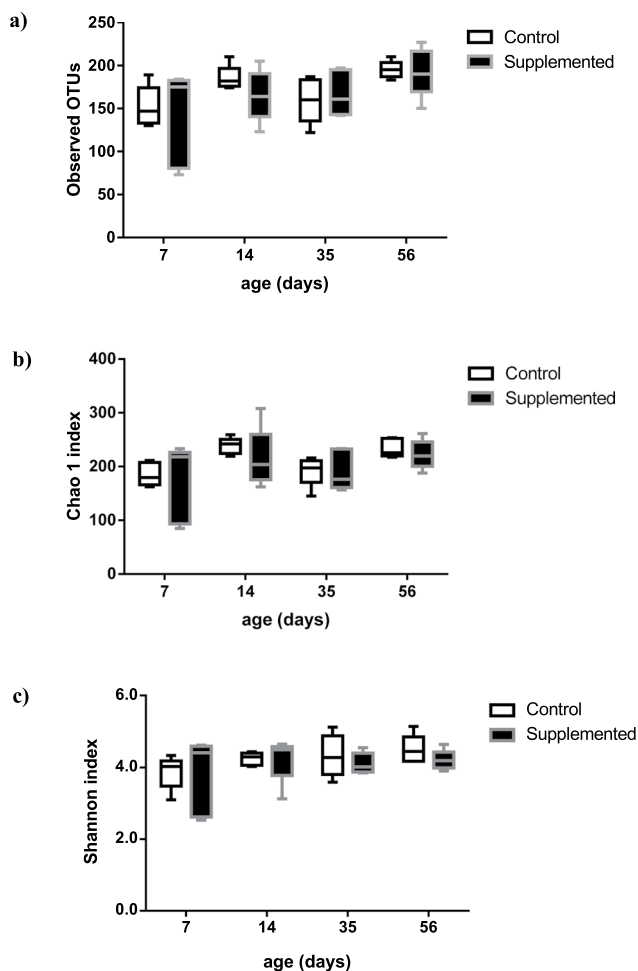 a)
250
200
150
100
50
0
Observed OTUs
7 14 35 56
age (days)
Control
Supplemented
b)
400
300
200
100
0
Chao 1 index
7 14 35 56
age (days)
Control
Supplemented
c)
6.0
4.0
2.0
0.0
Shannon index
7 14 35 56
age (days)
Control
Supplemented